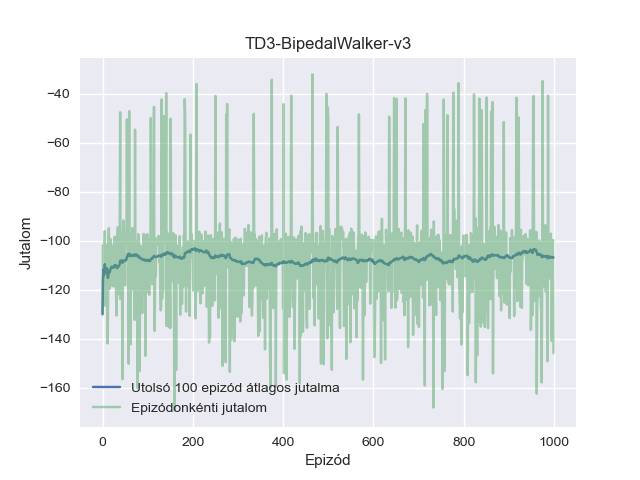 TD3-BipedalWalker-v3
−40
−60
−80
−100
−120
−140
−160
Jutalom
Utolsó 100 epizód átlagos jutalma
Epizódonkénti jutalom
0 200 400 600 800 1000
Epizód